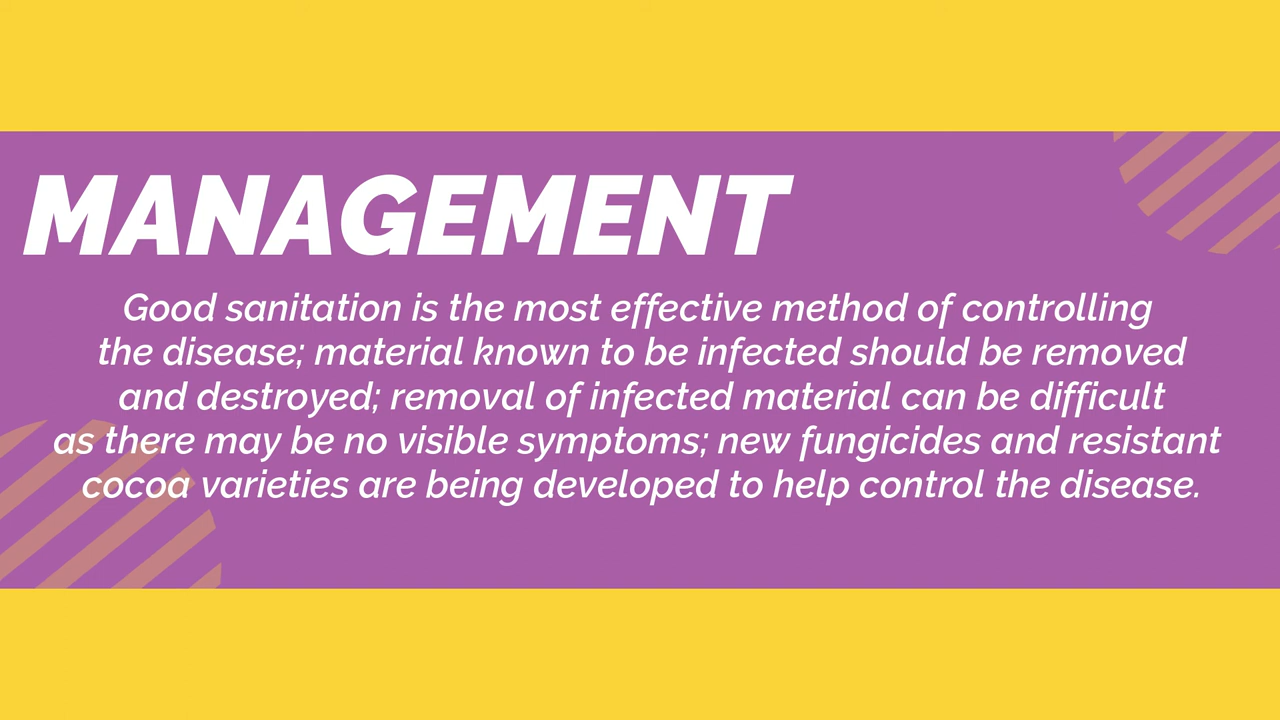 MANAGEMENT
Good sanitation is the most effective method of controlling
the disease; material known to be infected should be removed
and destroyed; removal of infected material can be difficult
as there may be no visible symptoms; new fungicides and resistant
cocoa varieties are being developed to help control the disease.